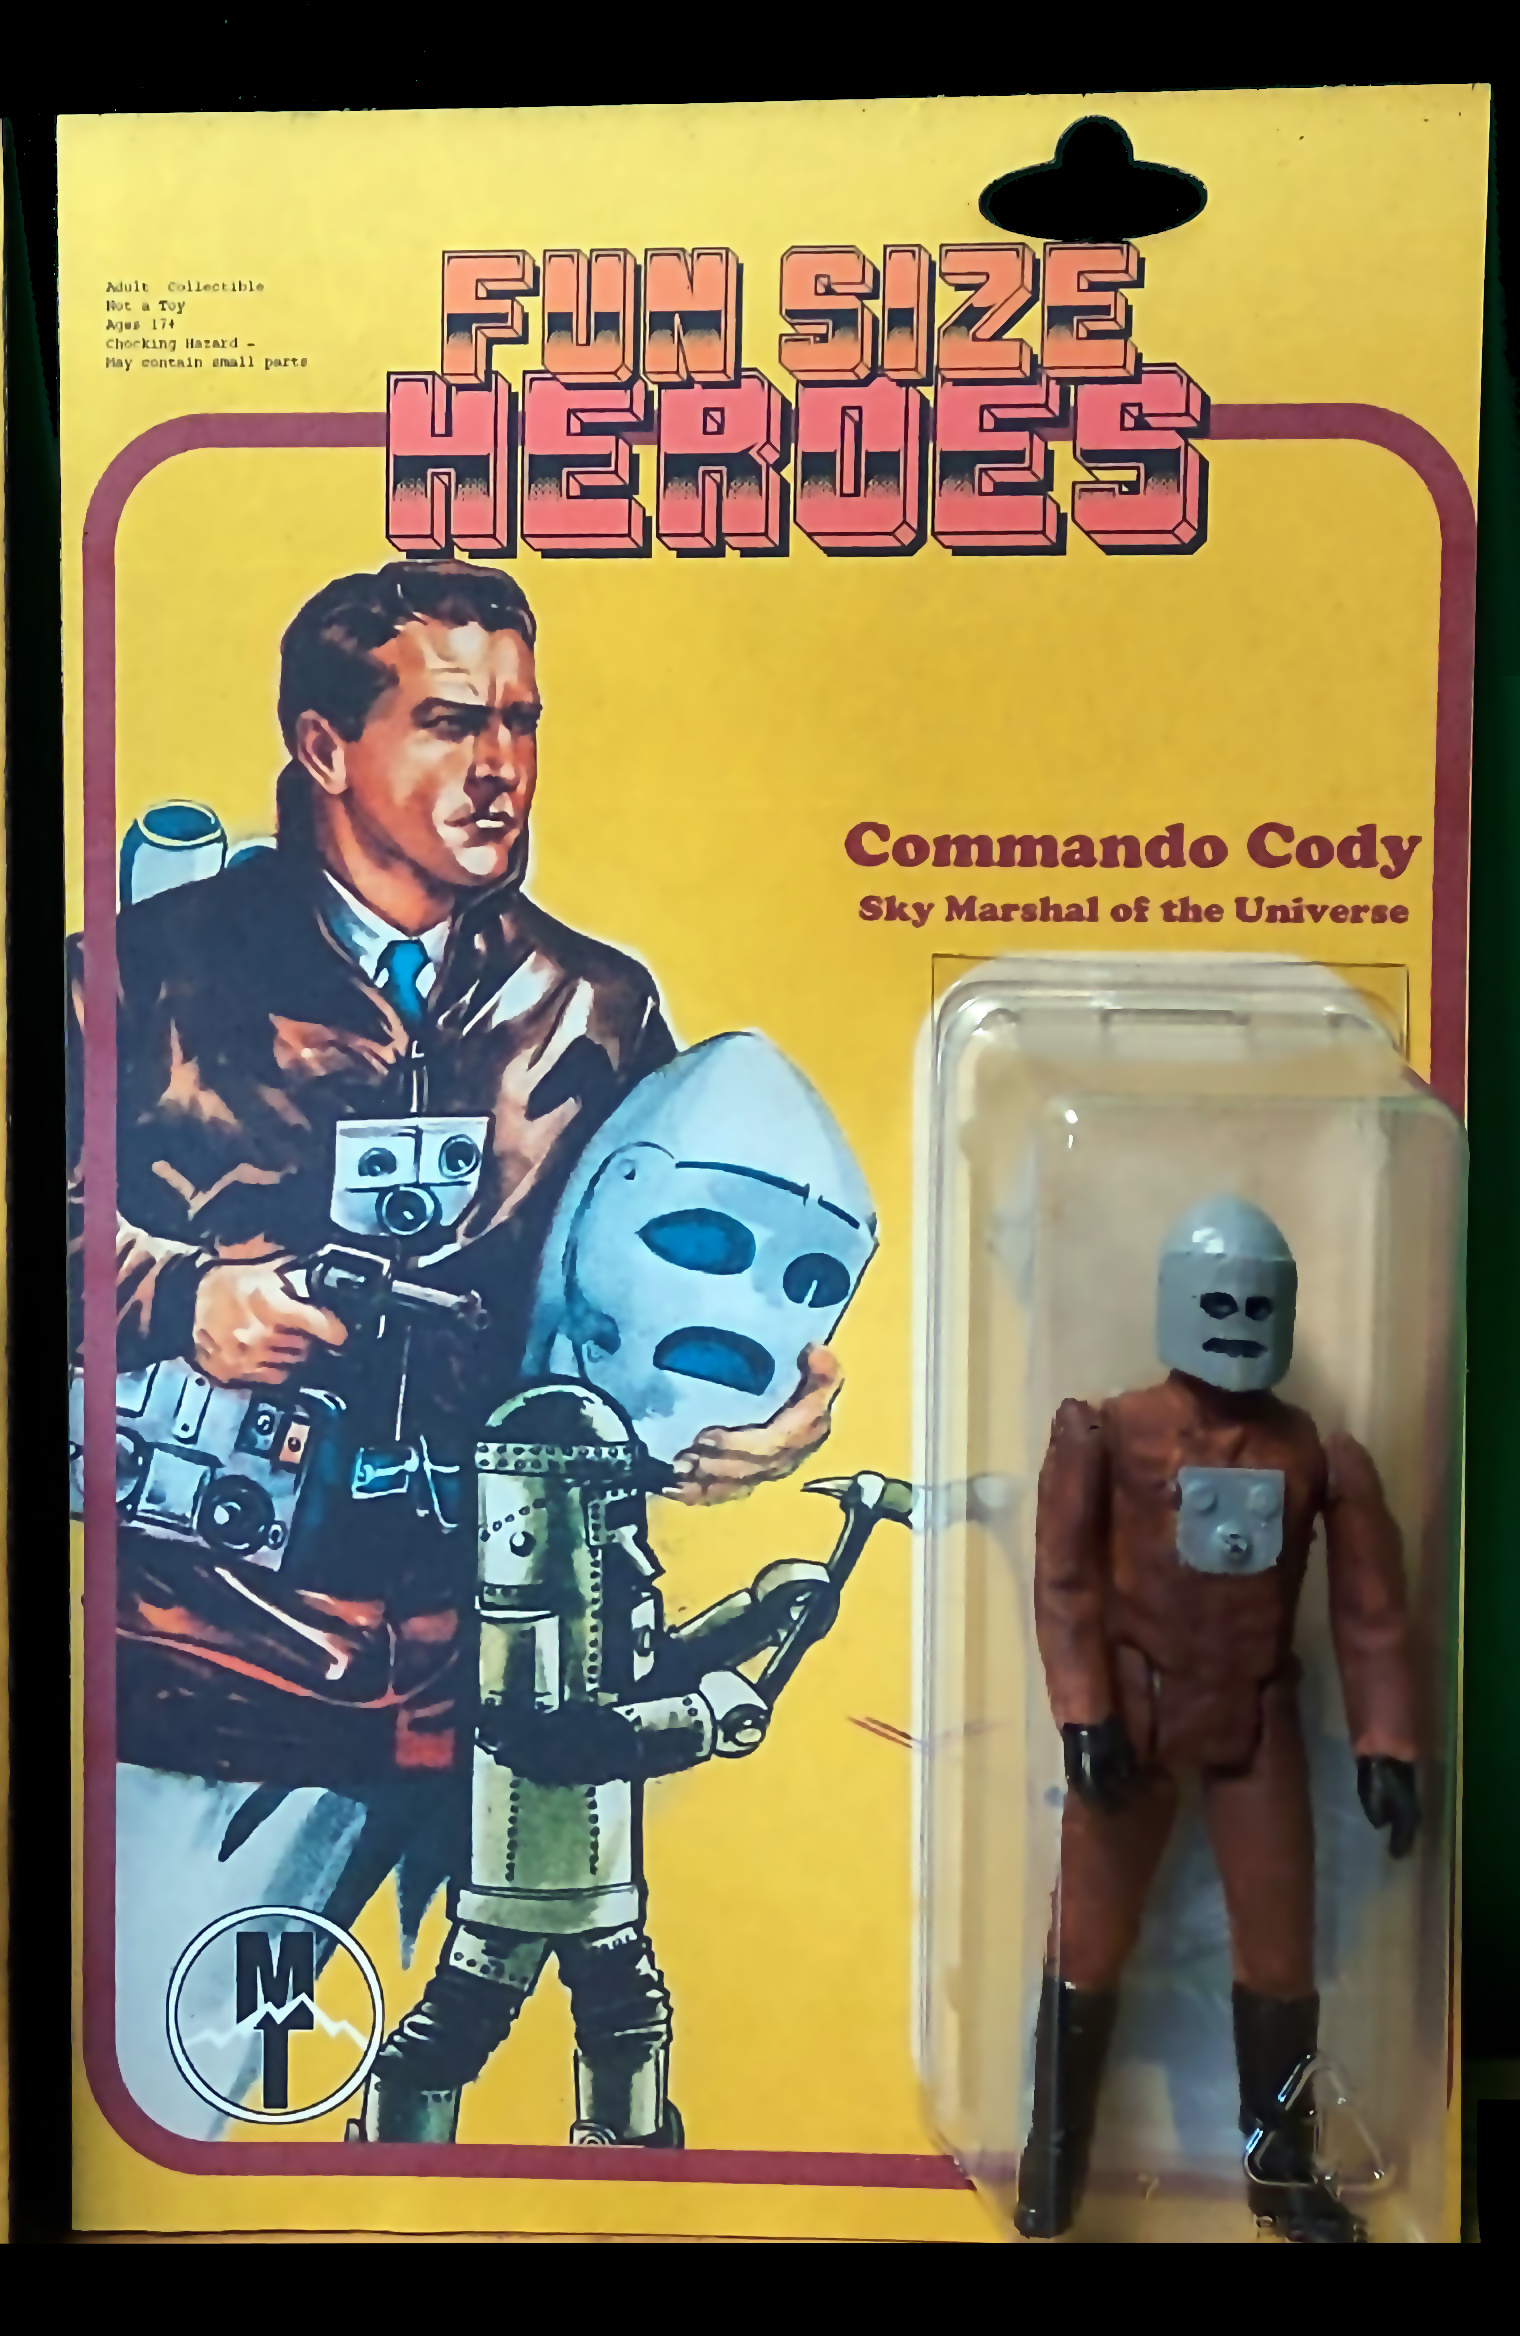 Adult Collectible
Not a Toy
Ages 17+
Chocking Hazard -
May contain small parts
FUN SIZE
HEROES
Commando Cody
Sky Marshal of the Universe
MT